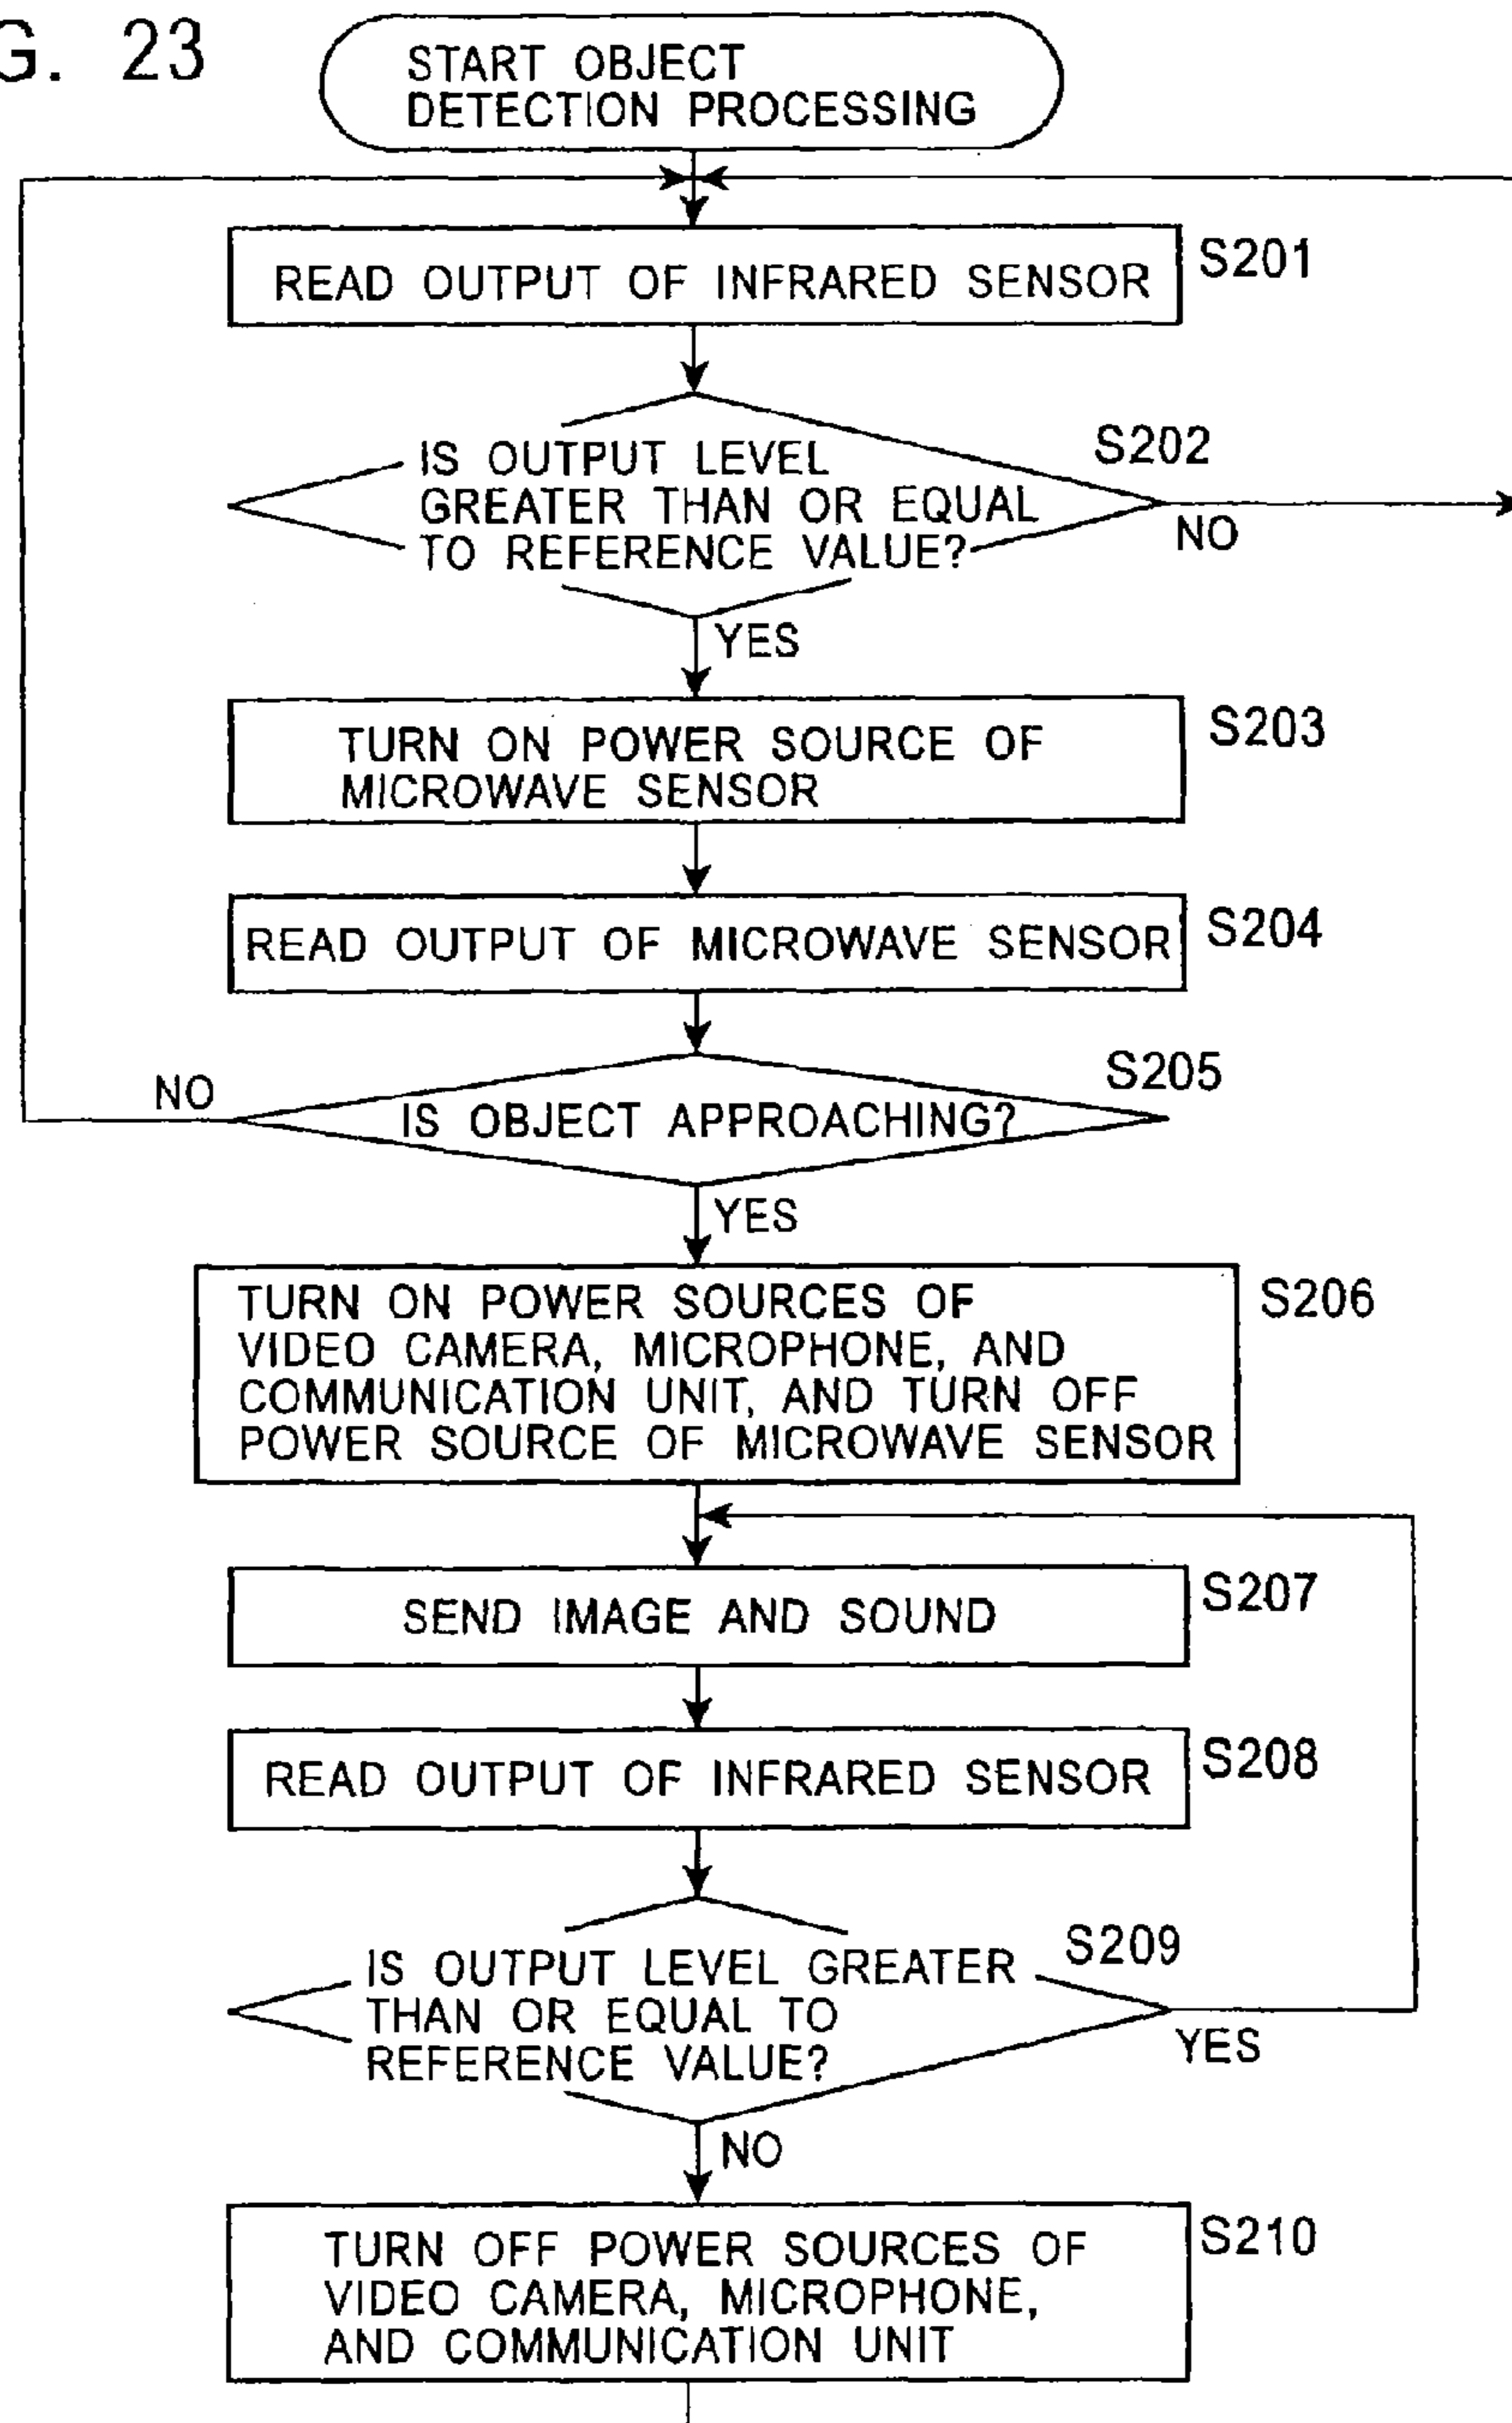 G. 23
START OBJECT
DETECTION PROCESSING
READ OUTPUT OF INFRARED SENSOR
S201
IS OUTPUT LEVEL
GREATER THAN OR EQUAL
TO REFERENCE VALUE?
S202
NO
YES
TURN ON POWER SOURCE OF
MICROWAVE SENSOR
S203
READ OUTPUT OF MICROWAVE SENSOR
S204
IS OBJECT APPROACHING?
S205
NO
YES
TURN ON POWER SOURCES OF
VIDEO CAMERA, MICROPHONE, AND
COMMUNICATION UNIT, AND TURN OFF
POWER SOURCE OF MICROWAVE SENSOR
S206
SEND IMAGE AND SOUND
S207
READ OUTPUT OF INFRARED SENSOR
S208
IS OUTPUT LEVEL GREATER
THAN OR EQUAL TO
REFERENCE VALUE?
S209
YES
NO
TURN OFF POWER SOURCES OF
VIDEO CAMERA, MICROPHONE,
AND COMMUNICATION UNIT
S210